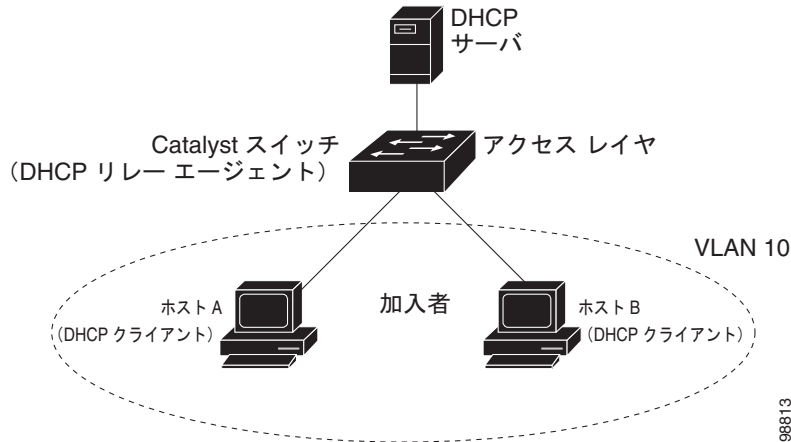 DHCP
サーバ
Catalyst スイッチ
（DHCP リレー エージェント）
アクセス レイヤ
VLAN 10
ホスト A
（DHCP クライアント）
加入者
ホスト B
（DHCP クライアント）
98813